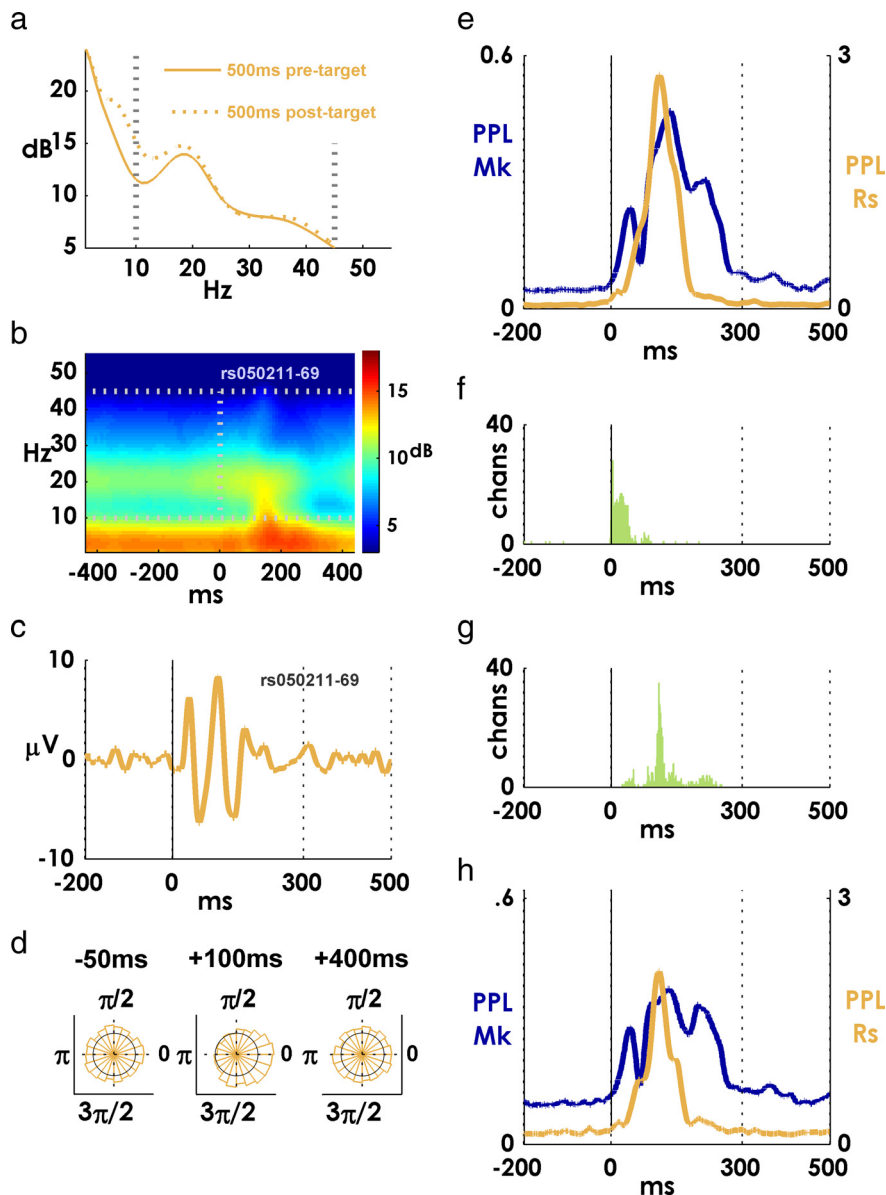 a
500ms pre-target
500ms post-target
20
15
10
5
dB
10 20 30 40 50
Hz
b
rs050211-69
50
40
30
20
10
Hz
15
10
5
dB
-400 -200 0 200 400
ms
c
rs050211-69
10
0
-10
μV
-200 0 300 500
ms
d
-50ms +100ms +400ms
π/2 π/2 π/2
π 0 π 0 π 0
3π/2 3π/2 3π/2
e
0.6 3
PPL Mk
PPL Rs
0 0
-200 0 300 500
ms
f
40
chans
0
-200 0 300 500
ms
g
40
chans
0
-200 0 300 500
ms
h
.6 3
PPL Mk
PPL Rs
0 0
-200 0 300 500
ms